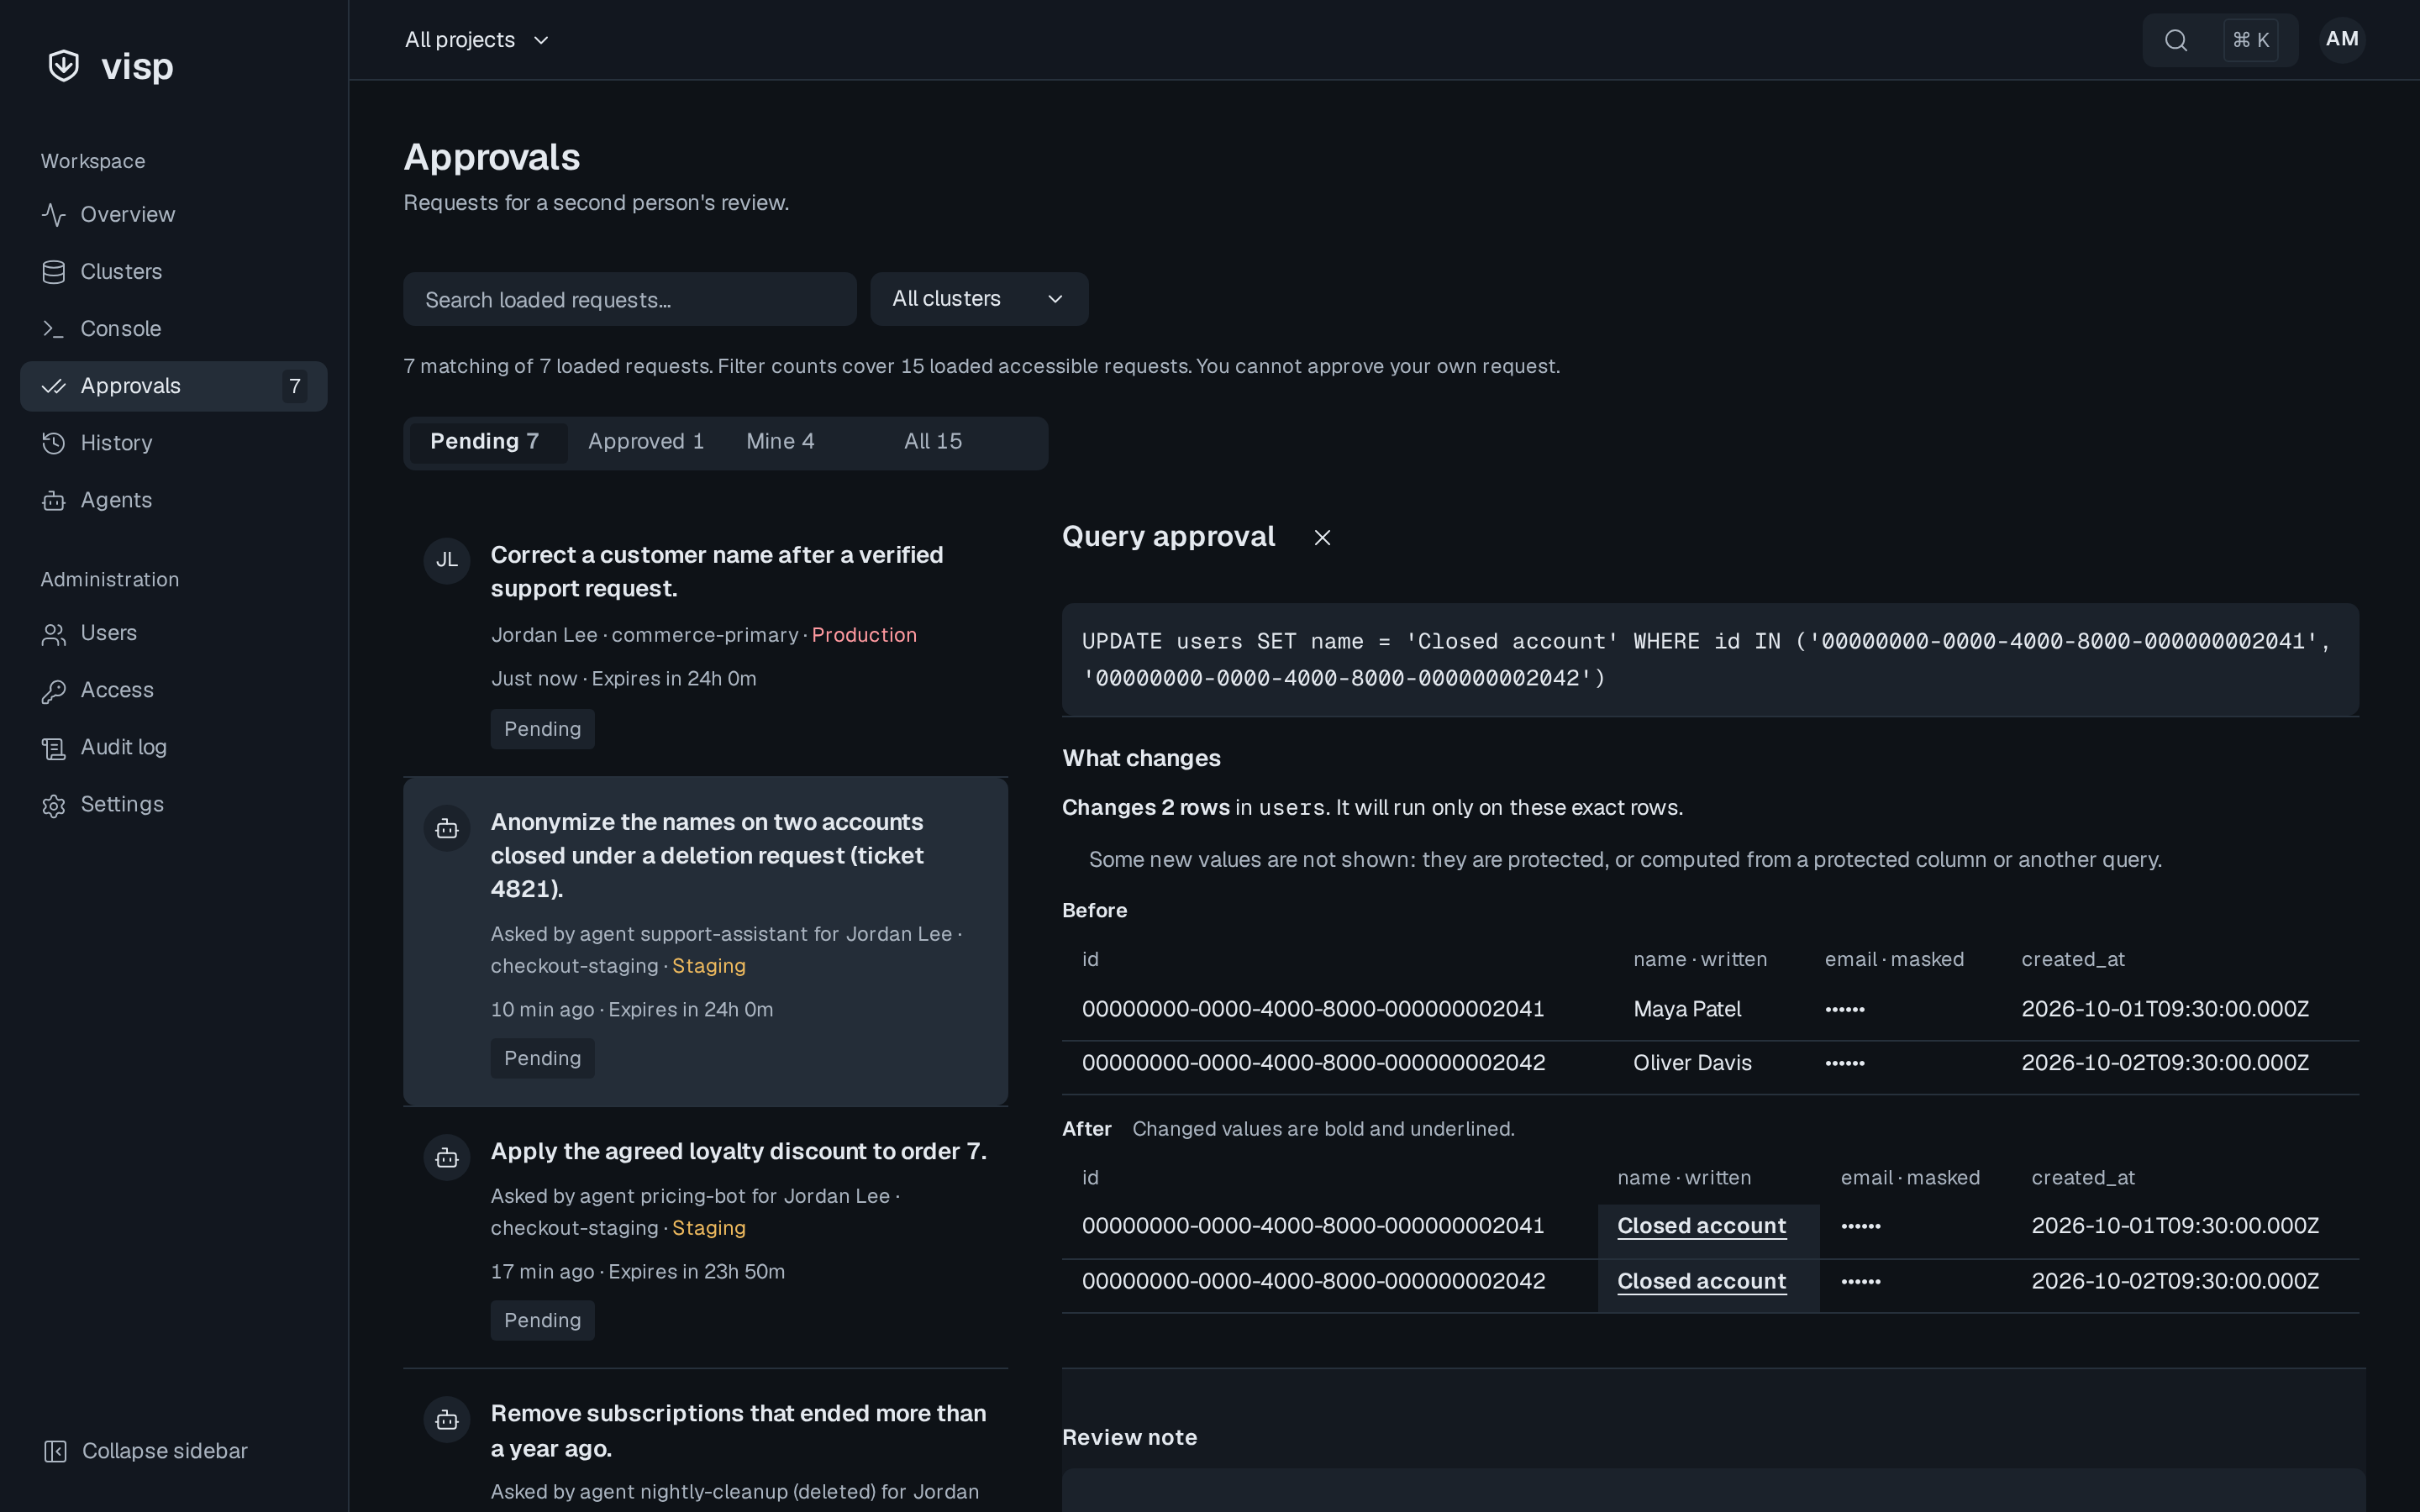 visp
Workspace
Overview
Clusters
Console
Approvals 7
History
Agents
Administration
Users
Access
Audit log
Settings
Collapse sidebar
All projects
⌘ K
AM
Approvals
Requests for a second person's review.
Search loaded requests...
All clusters
7 matching of 7 loaded requests. Filter counts cover 15 loaded accessible requests. You cannot approve your own request.
Pending 7 Approved 1 Mine 4 All 15
JL
Correct a customer name after a verified
support request.
Jordan Lee · commerce-primary · Production
Just now · Expires in 24h 0m
Pending
Anonymize the names on two accounts
closed under a deletion request (ticket
4821).
Asked by agent support-assistant for Jordan Lee ·
checkout-staging · Staging
10 min ago · Expires in 24h 0m
Pending
Apply the agreed loyalty discount to order 7.
Asked by agent pricing-bot for Jordan Lee ·
checkout-staging · Staging
17 min ago · Expires in 23h 50m
Pending
Remove subscriptions that ended more than
a year ago.
Asked by agent nightly-cleanup (deleted) for Jordan
Query approval
UPDATE users SET name = 'Closed account' WHERE id IN ('00000000-0000-4000-8000-000000002041',
'00000000-0000-4000-8000-000000002042')
What changes
Changes 2 rows in users. It will run only on these exact rows.
Some new values are not shown: they are protected, or computed from a protected column or another query.
Before
id name · written email · masked created_at
00000000-0000-4000-8000-000000002041 Maya Patel •••••• 2026-10-01T09:30:00.000Z
00000000-0000-4000-8000-000000002042 Oliver Davis •••••• 2026-10-02T09:30:00.000Z
After Changed values are bold and underlined.
id name · written email · masked created_at
00000000-0000-4000-8000-000000002041 Closed account •••••• 2026-10-01T09:30:00.000Z
00000000-0000-4000-8000-000000002042 Closed account •••••• 2026-10-02T09:30:00.000Z
Review note